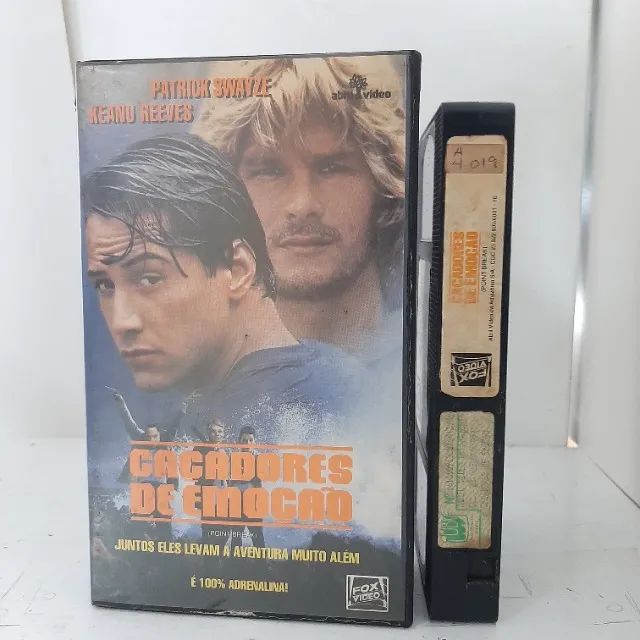 PATRICK SWAYZE
KEANU REEVES
abril vídeo
CAÇADORES
DE EMOÇÃO
(POINT BREAK)
JUNTOS ELES LEVAM A AVENTURA MUITO ALÉM
É 100% ADRENALINA!
FOX
VIDEO
A
4019
CAÇADORES
DE EMOÇÃO
(POINT BREAK)
FOX
VIDEO